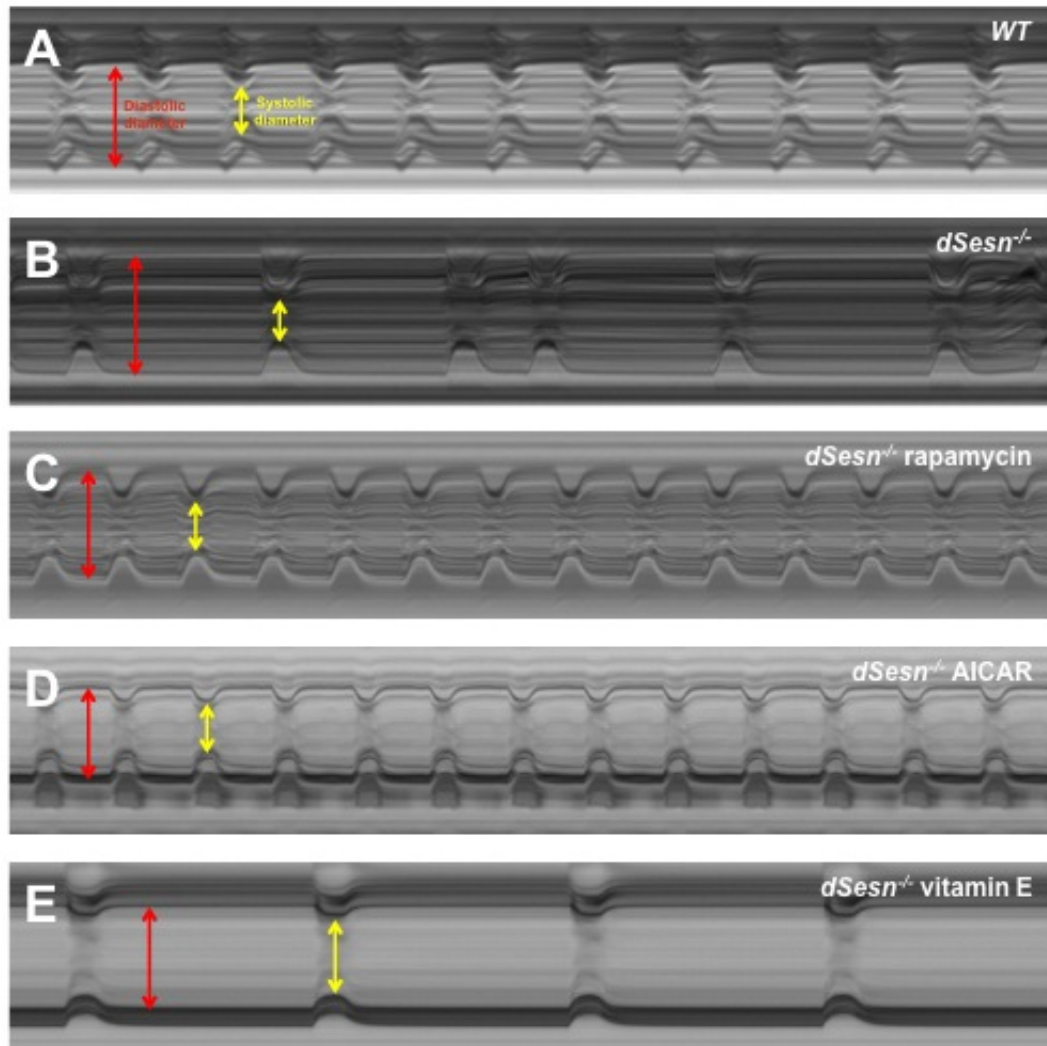 A
WT
Diastolic
diameter
Systolic
diameter
B
dSesn-/-
C
dSesn-/- rapamycin
D
dSesn-/- AICAR
E
dSesn-/- vitamin E